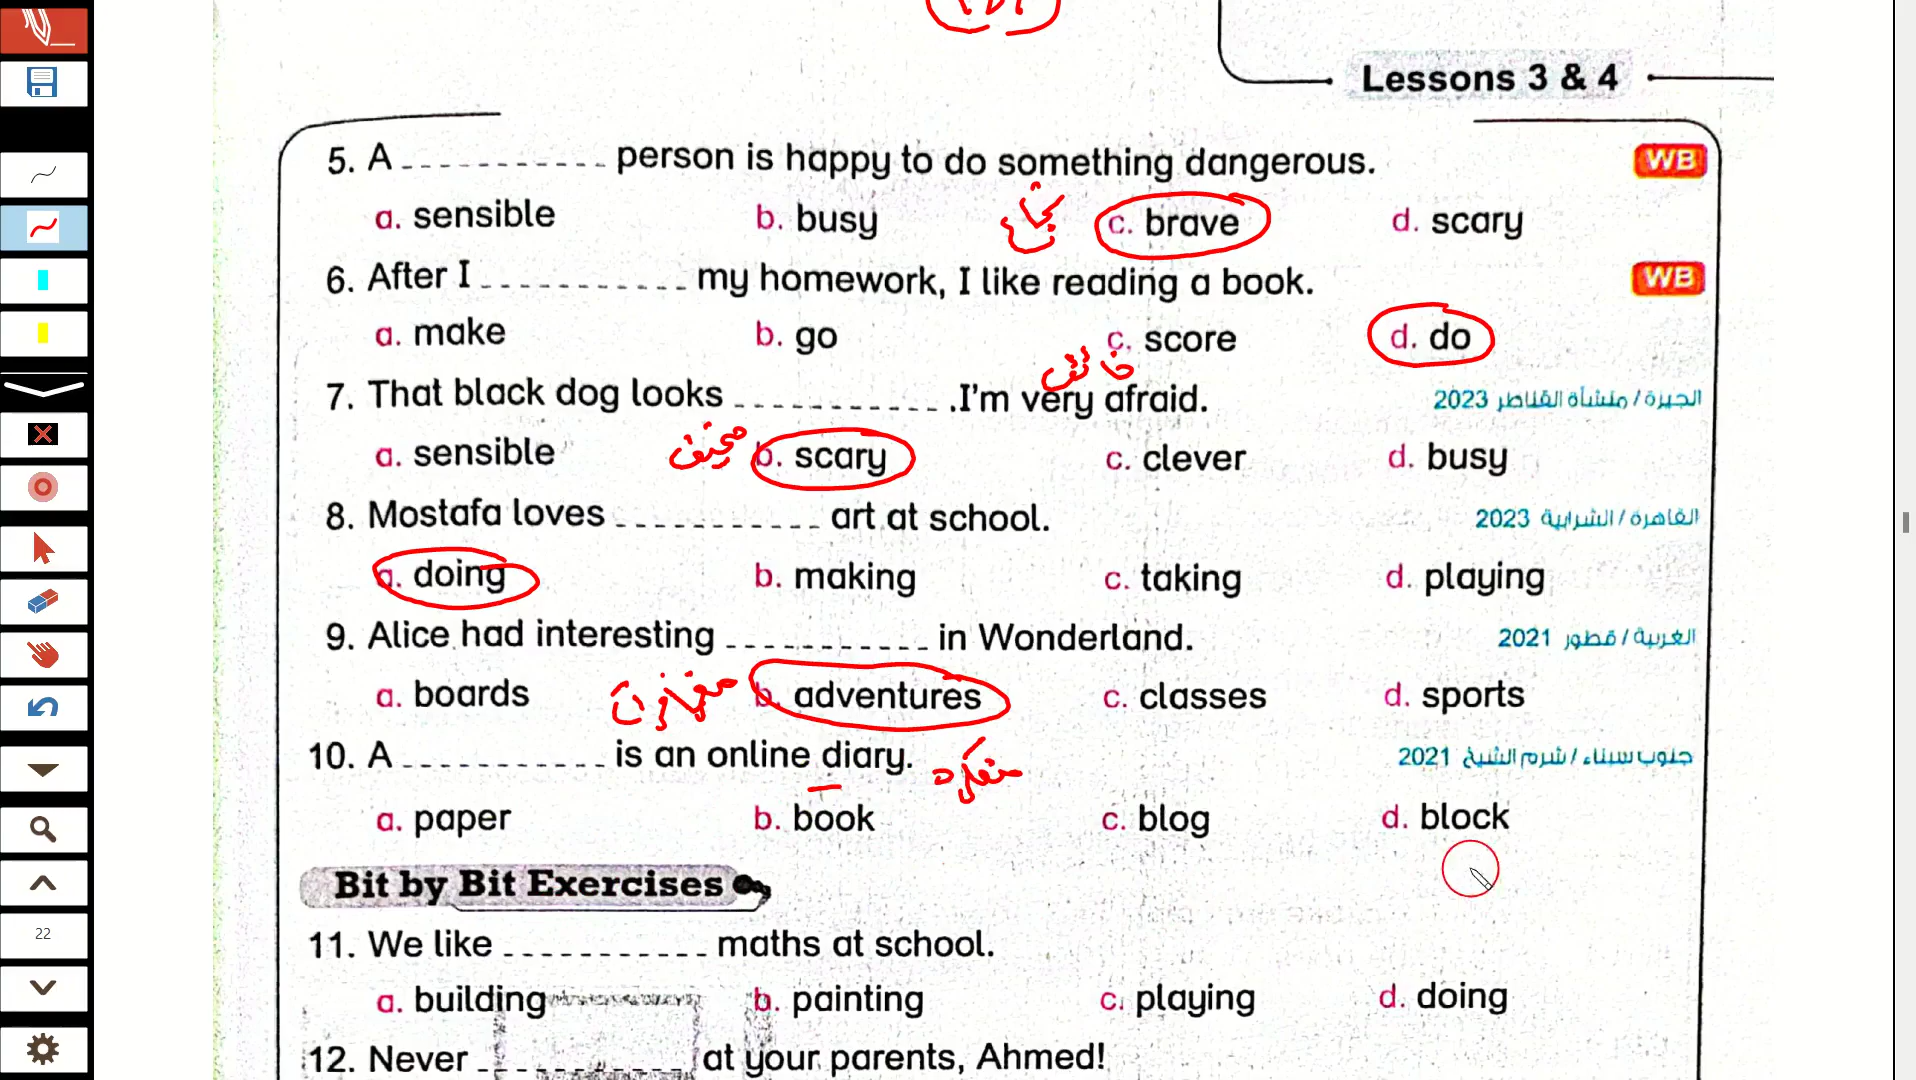 Lessons 3 & 4
5. A ___________ person is happy to do something dangerous. WB
شجاع
a. sensible b. busy c. brave d. scary
6. After I ___________ my homework, I like reading a book. WB
a. make b. go c. score d. do
خائف
7. That black dog looks ___________ .I'm very afraid. الجيزة / منشأة القناطر 2023
a. sensible مخيف b. scary c. clever d. busy
8. Mostafa loves ___________ art at school. القاهرة / الشرابية 2023
a. doing b. making c. taking d. playing
9. Alice had interesting ___________ in Wonderland. الغربية / قطور 2021
a. boards مغامرات b. adventures c. classes d. sports
10. A ___________ is an online diary. جنوب سيناء / شرم الشيخ 2021
a. paper b. book c. blog d. block
Bit by Bit Exercises
11. We like ___________ maths at school.
a. building b. painting c. playing d. doing
12. Never ___________ at your parents, Ahmed!
22